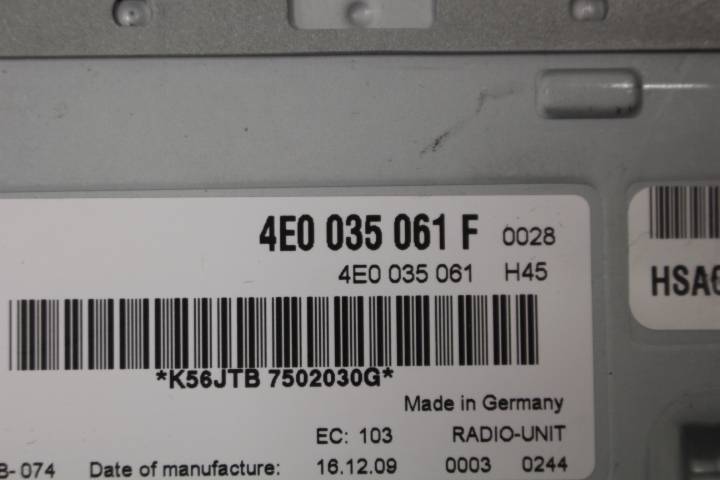 4E0 035 061 F 0028
4E0 035 061 H45
*K56JTB 7502030G*
Made in Germany
EC: 103 RADIO-UNIT
-074 Date of manufacture: 16.12.09 0003 0244
HSA